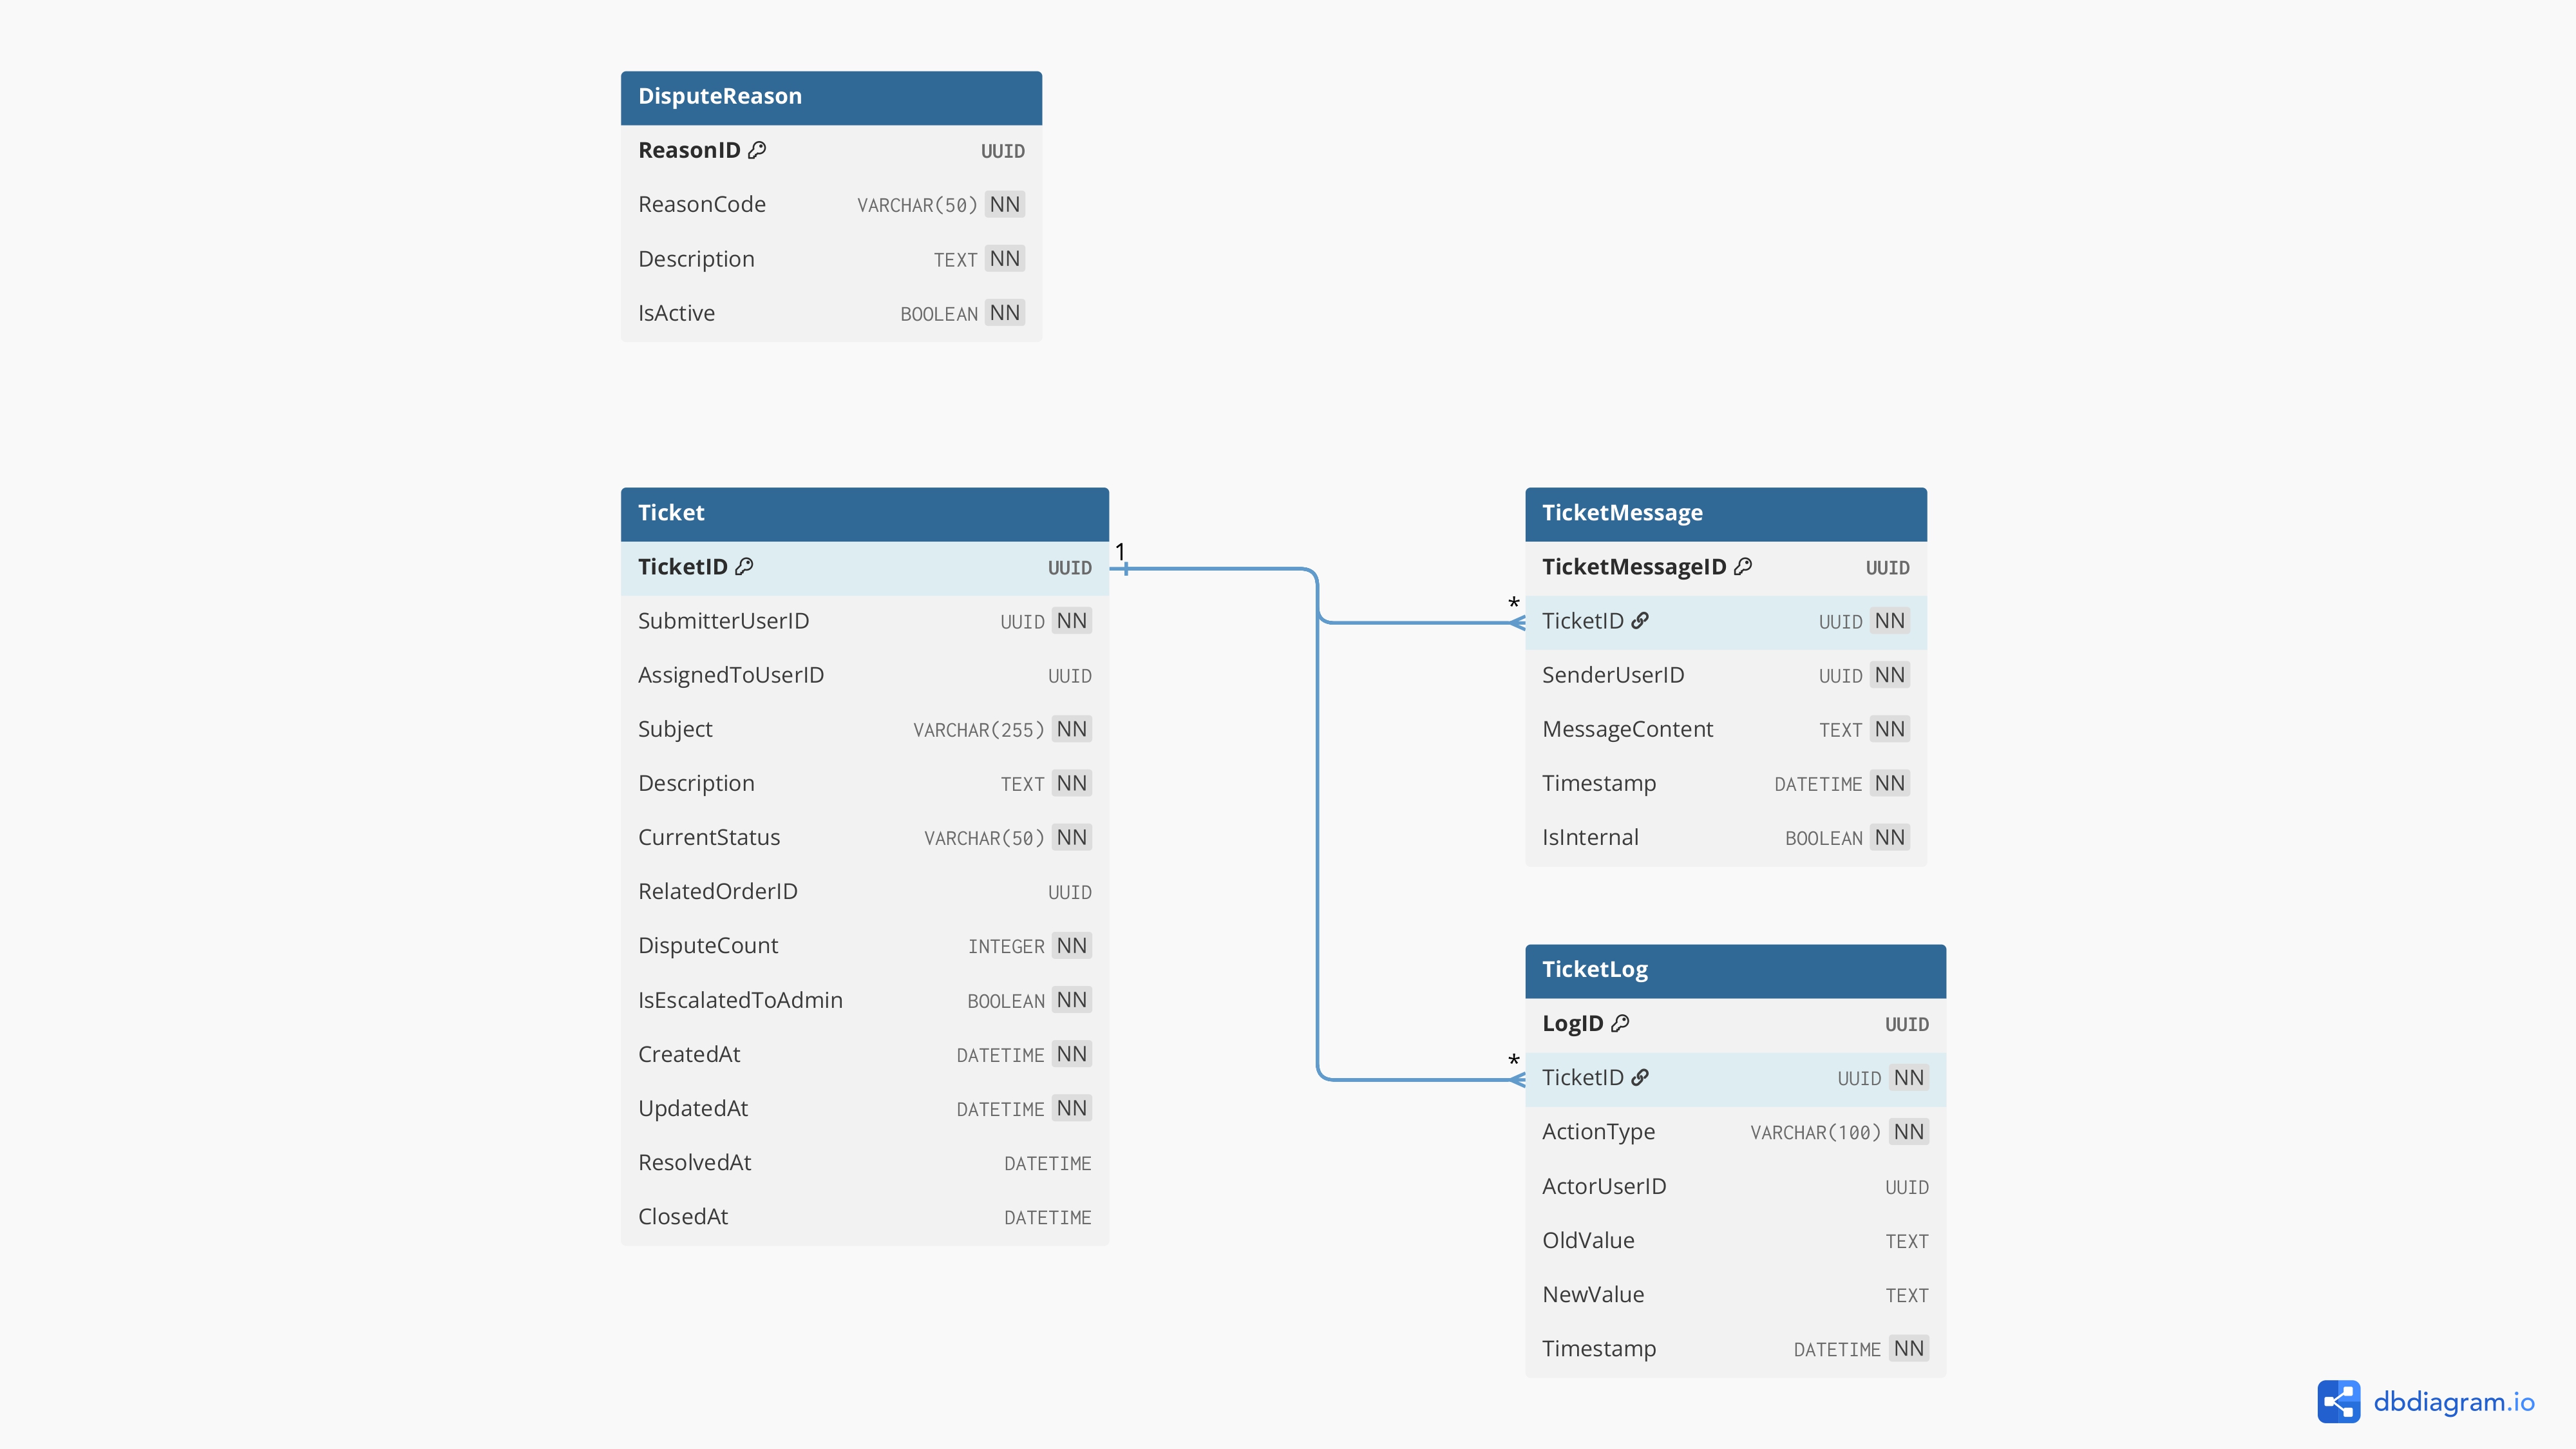 DisputeReason
ReasonID UUID
ReasonCode VARCHAR(50) NN
Description TEXT NN
IsActive BOOLEAN NN
Ticket
TicketID UUID
SubmitterUserID UUID NN
AssignedToUserID UUID
Subject VARCHAR(255) NN
Description TEXT NN
CurrentStatus VARCHAR(50) NN
RelatedOrderID UUID
DisputeCount INTEGER NN
IsEscalatedToAdmin BOOLEAN NN
CreatedAt DATETIME NN
UpdatedAt DATETIME NN
ResolvedAt DATETIME
ClosedAt DATETIME
1
*
*
TicketMessage
TicketMessageID UUID
TicketID UUID NN
SenderUserID UUID NN
MessageContent TEXT NN
Timestamp DATETIME NN
IsInternal BOOLEAN NN
TicketLog
LogID UUID
TicketID UUID NN
ActionType VARCHAR(100) NN
ActorUserID UUID
OldValue TEXT
NewValue TEXT
Timestamp DATETIME NN
dbdiagram.io